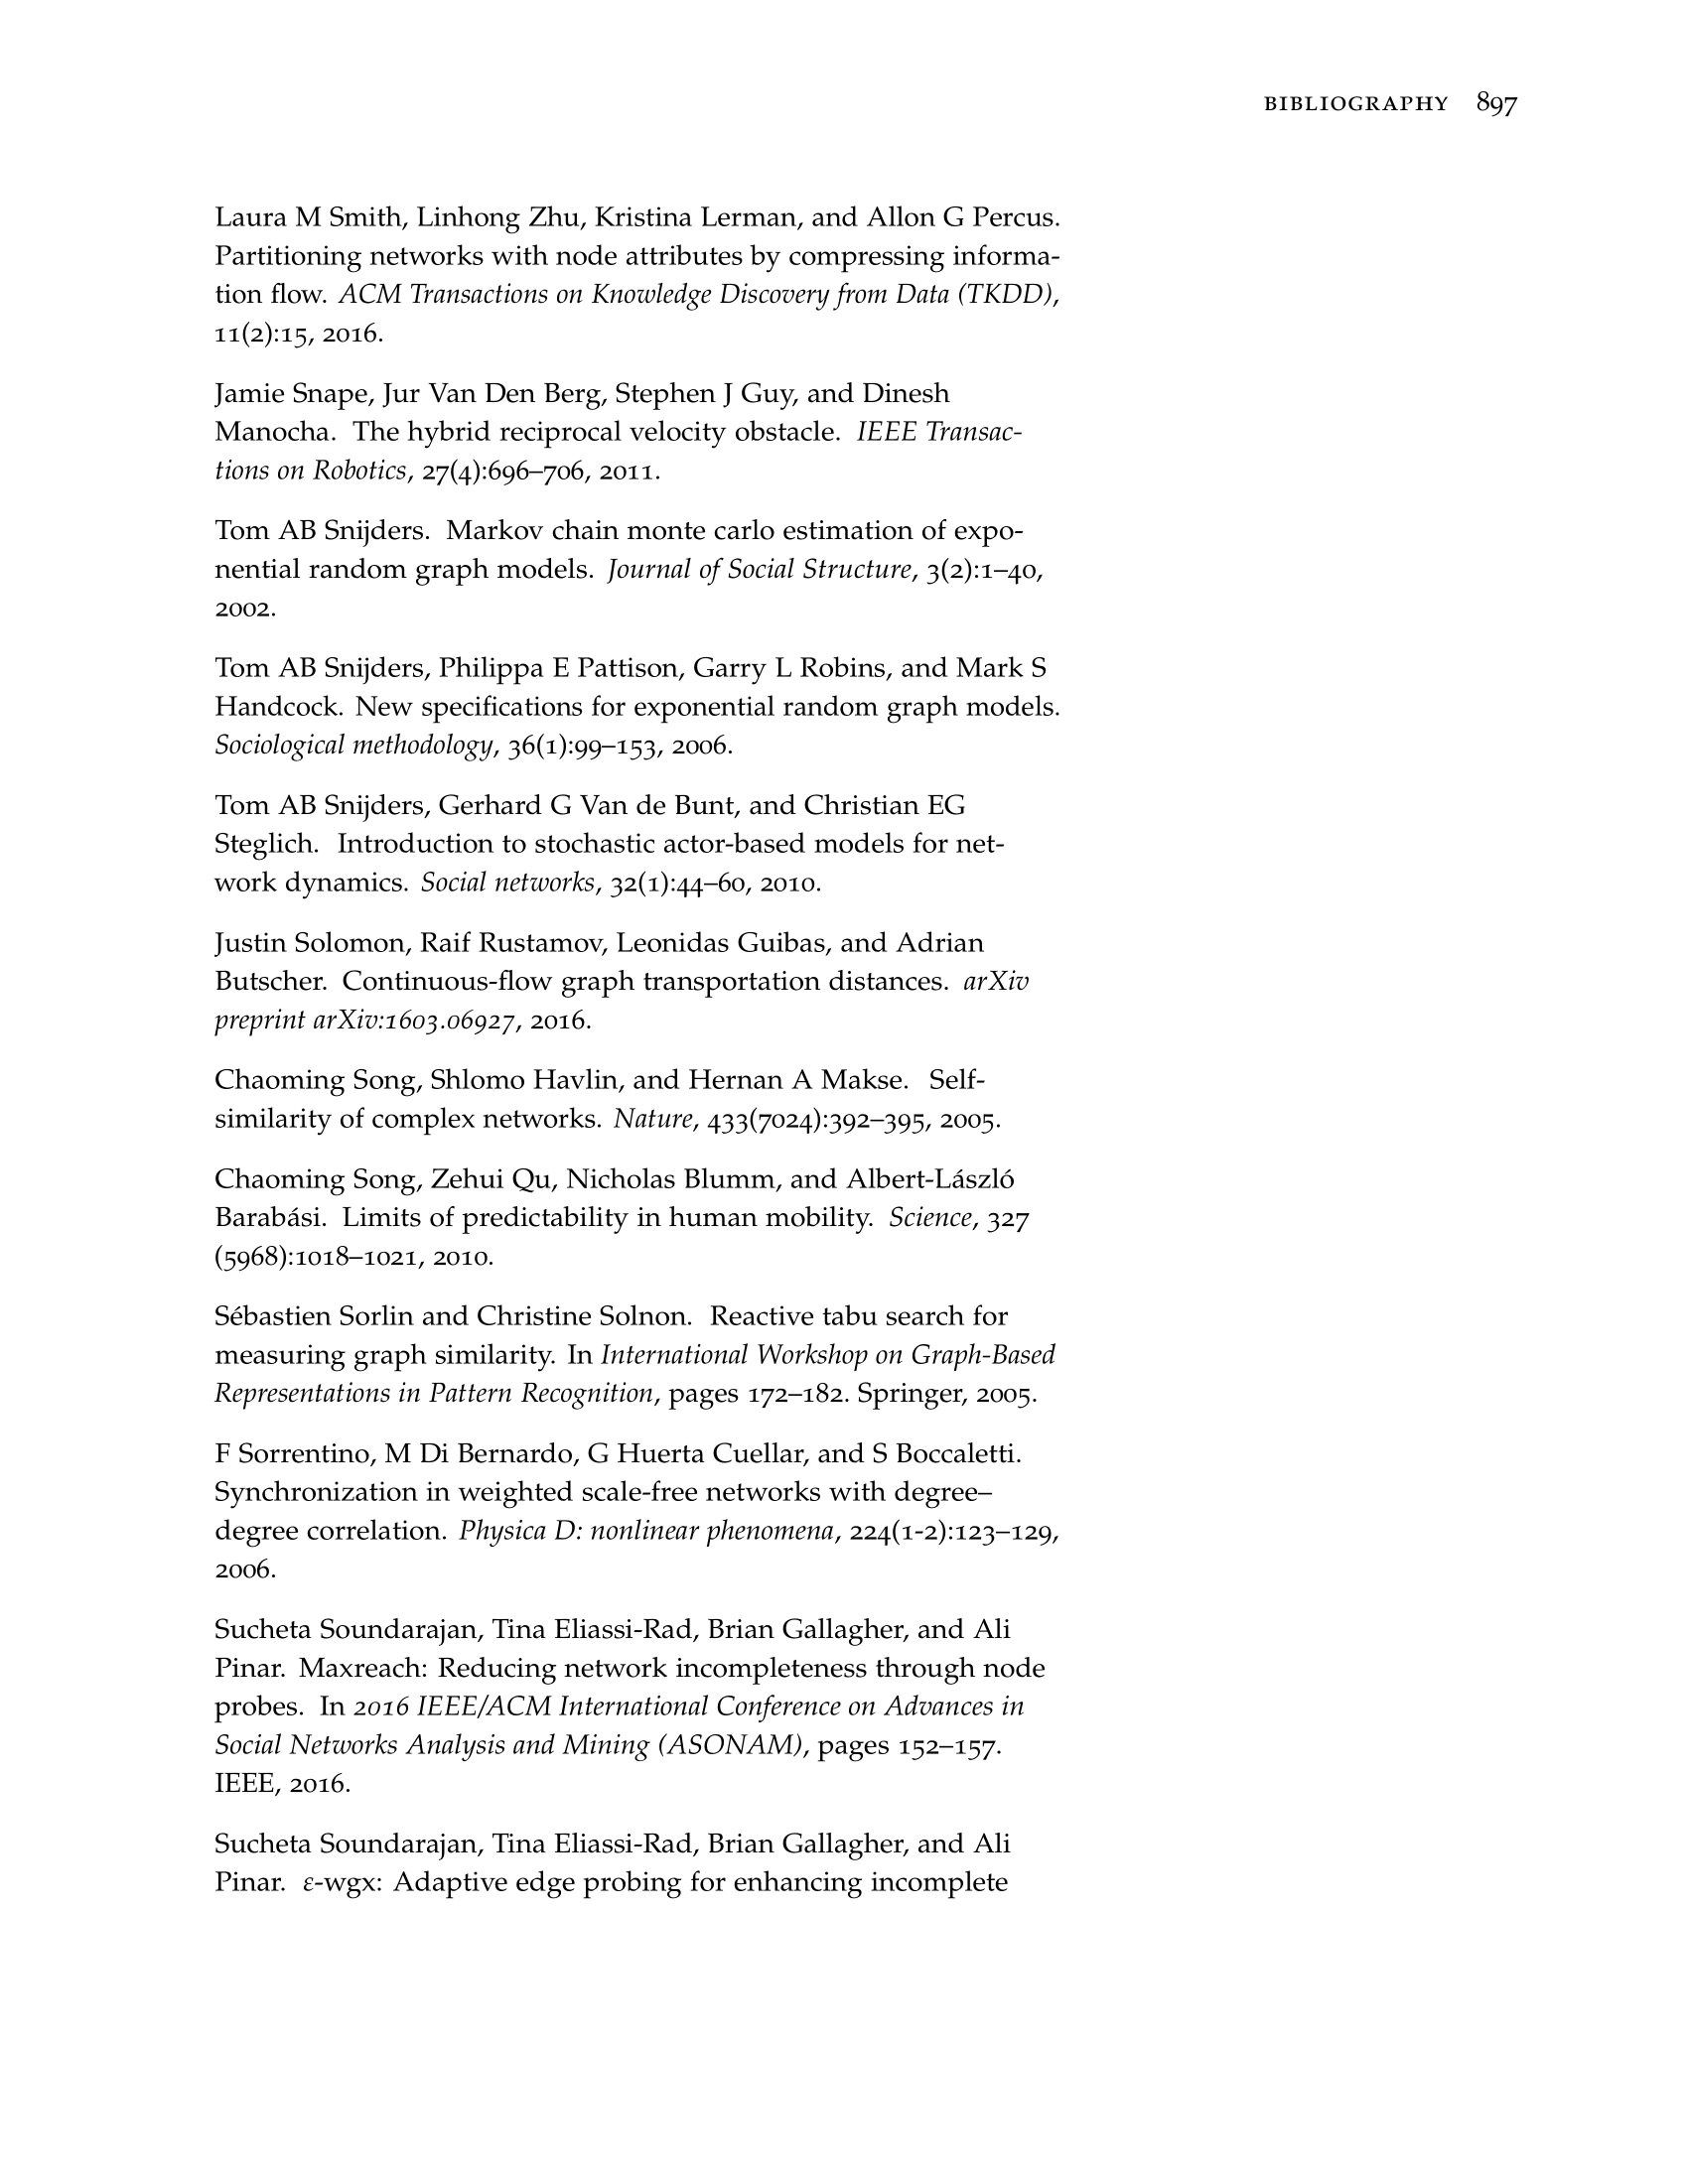 BIBLIOGRAPHY 897
Laura M Smith, Linhong Zhu, Kristina Lerman, and Allon G Percus.
Partitioning networks with node attributes by compressing informa-
tion flow. ACM Transactions on Knowledge Discovery from Data (TKDD),
11(2):15, 2016.
Jamie Snape, Jur Van Den Berg, Stephen J Guy, and Dinesh
Manocha. The hybrid reciprocal velocity obstacle. IEEE Transac-
tions on Robotics, 27(4):696–706, 2011.
Tom AB Snijders. Markov chain monte carlo estimation of expo-
nential random graph models. Journal of Social Structure, 3(2):1–40,
2002.
Tom AB Snijders, Philippa E Pattison, Garry L Robins, and Mark S
Handcock. New specifications for exponential random graph models.
Sociological methodology, 36(1):99–153, 2006.
Tom AB Snijders, Gerhard G Van de Bunt, and Christian EG
Steglich. Introduction to stochastic actor-based models for net-
work dynamics. Social networks, 32(1):44–60, 2010.
Justin Solomon, Raif Rustamov, Leonidas Guibas, and Adrian
Butscher. Continuous-flow graph transportation distances. arXiv
preprint arXiv:1603.06927, 2016.
Chaoming Song, Shlomo Havlin, and Hernan A Makse. Self-
similarity of complex networks. Nature, 433(7024):392–395, 2005.
Chaoming Song, Zehui Qu, Nicholas Blumm, and Albert-László
Barabási. Limits of predictability in human mobility. Science, 327
(5968):1018–1021, 2010.
Sébastien Sorlin and Christine Solnon. Reactive tabu search for
measuring graph similarity. In International Workshop on Graph-Based
Representations in Pattern Recognition, pages 172–182. Springer, 2005.
F Sorrentino, M Di Bernardo, G Huerta Cuellar, and S Boccaletti.
Synchronization in weighted scale-free networks with degree–
degree correlation. Physica D: nonlinear phenomena, 224(1-2):123–129,
2006.
Sucheta Soundarajan, Tina Eliassi-Rad, Brian Gallagher, and Ali
Pinar. Maxreach: Reducing network incompleteness through node
probes. In 2016 IEEE/ACM International Conference on Advances in
Social Networks Analysis and Mining (ASONAM), pages 152–157.
IEEE, 2016.
Sucheta Soundarajan, Tina Eliassi-Rad, Brian Gallagher, and Ali
Pinar. ε-wgx: Adaptive edge probing for enhancing incomplete